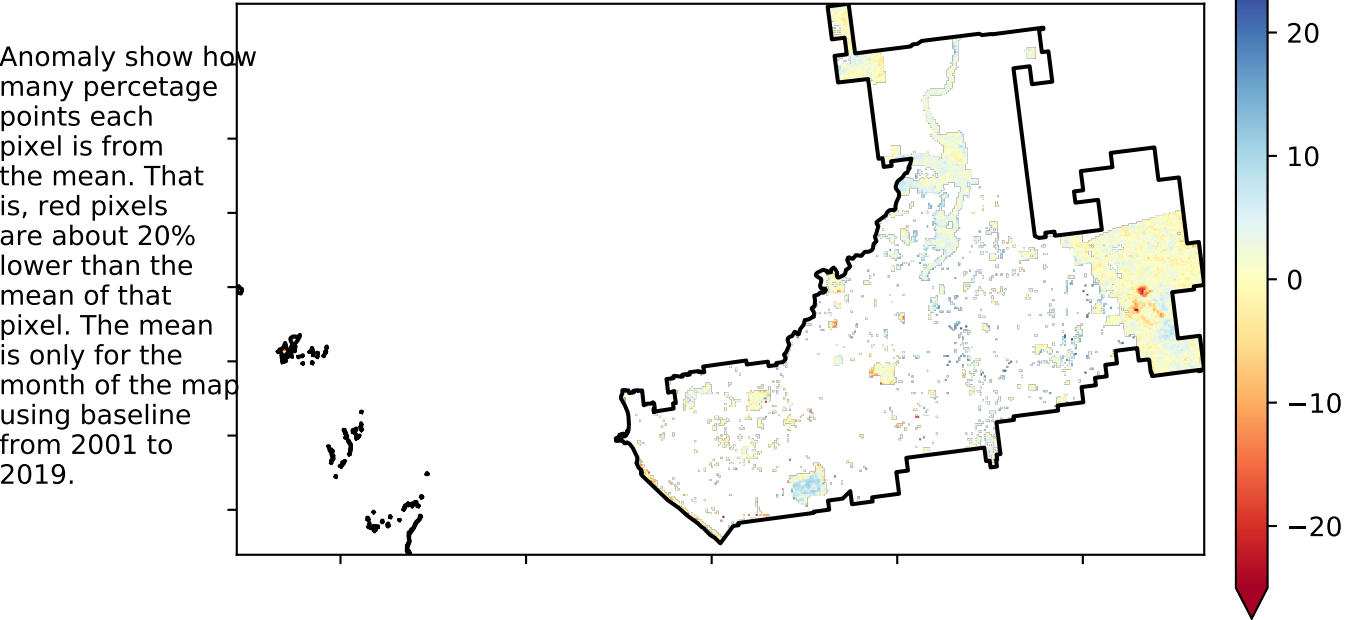 Anomaly show how
many percetage
points each
pixel is from
the mean. That
is, red pixels
are about 20%
lower than the
mean of that
pixel. The mean
is only for the
month of the map
using baseline
from 2001 to
2019.
20
10
0
−10
−20